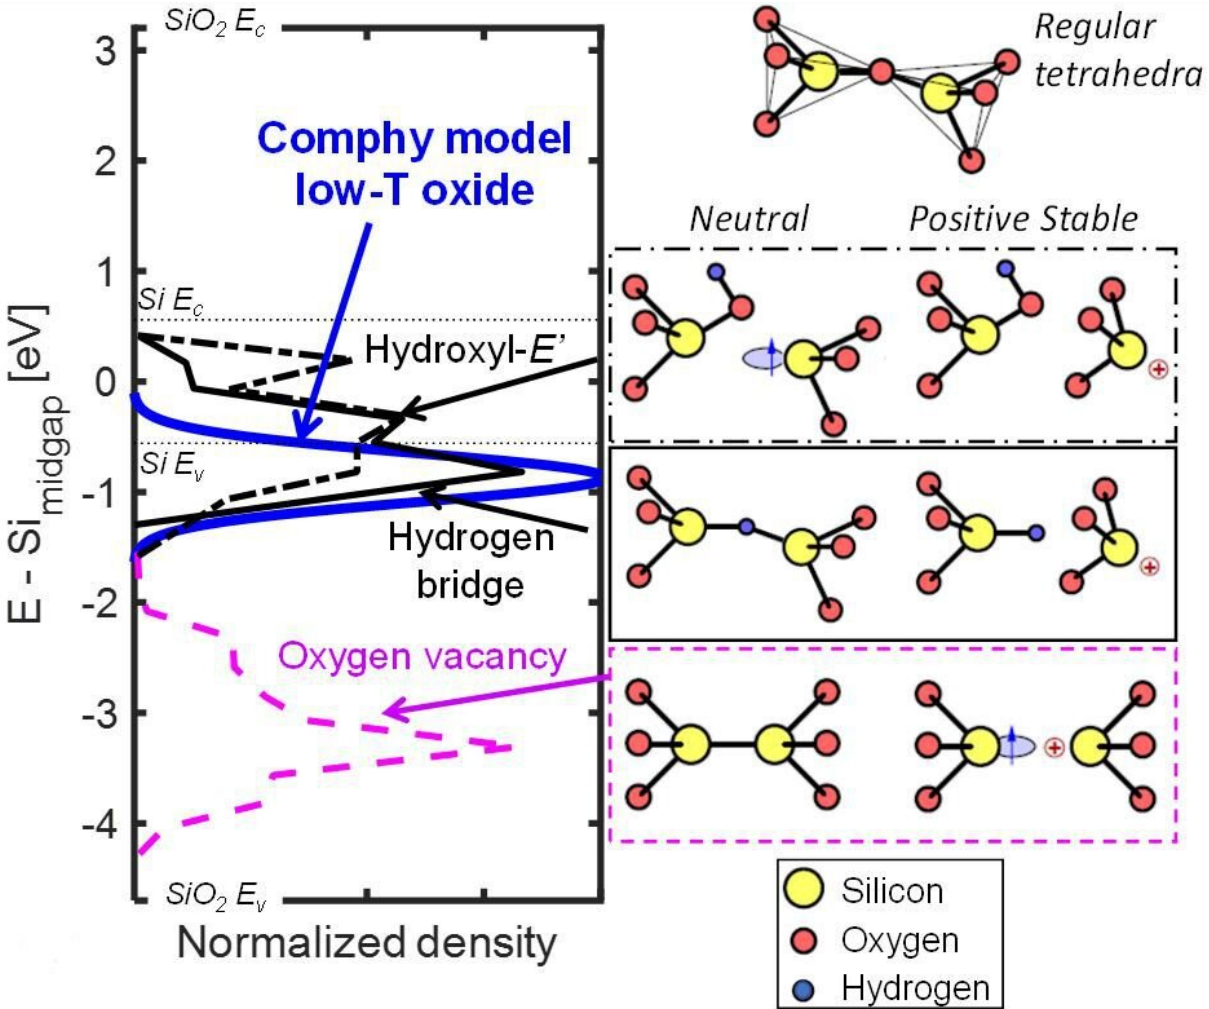 SiO2 Ec
3
2
1
0
-1
-2
-3
-4
E - Simidgap [eV]
Comphy model
low-T oxide
Si Ec
Hydroxyl-E’
Si Ev
Hydrogen
bridge
Oxygen vacancy
SiO2 Ev
Normalized density
Regular
tetrahedra
Neutral
Positive Stable
+
+
+
Silicon
Oxygen
Hydrogen